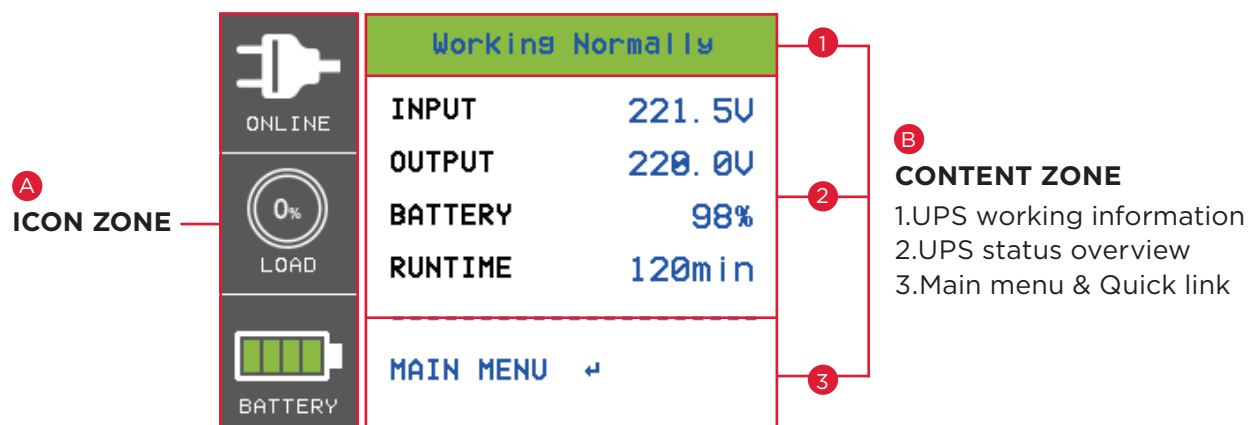 A
ICON ZONE
ONLINE
0%
LOAD
BATTERY
Working Normally
INPUT 221.5V
OUTPUT 220.0V
BATTERY 98%
RUNTIME 120min
MAIN MENU ↵
1
2
3
B
CONTENT ZONE
1.UPS working information
2.UPS status overview
3.Main menu & Quick link